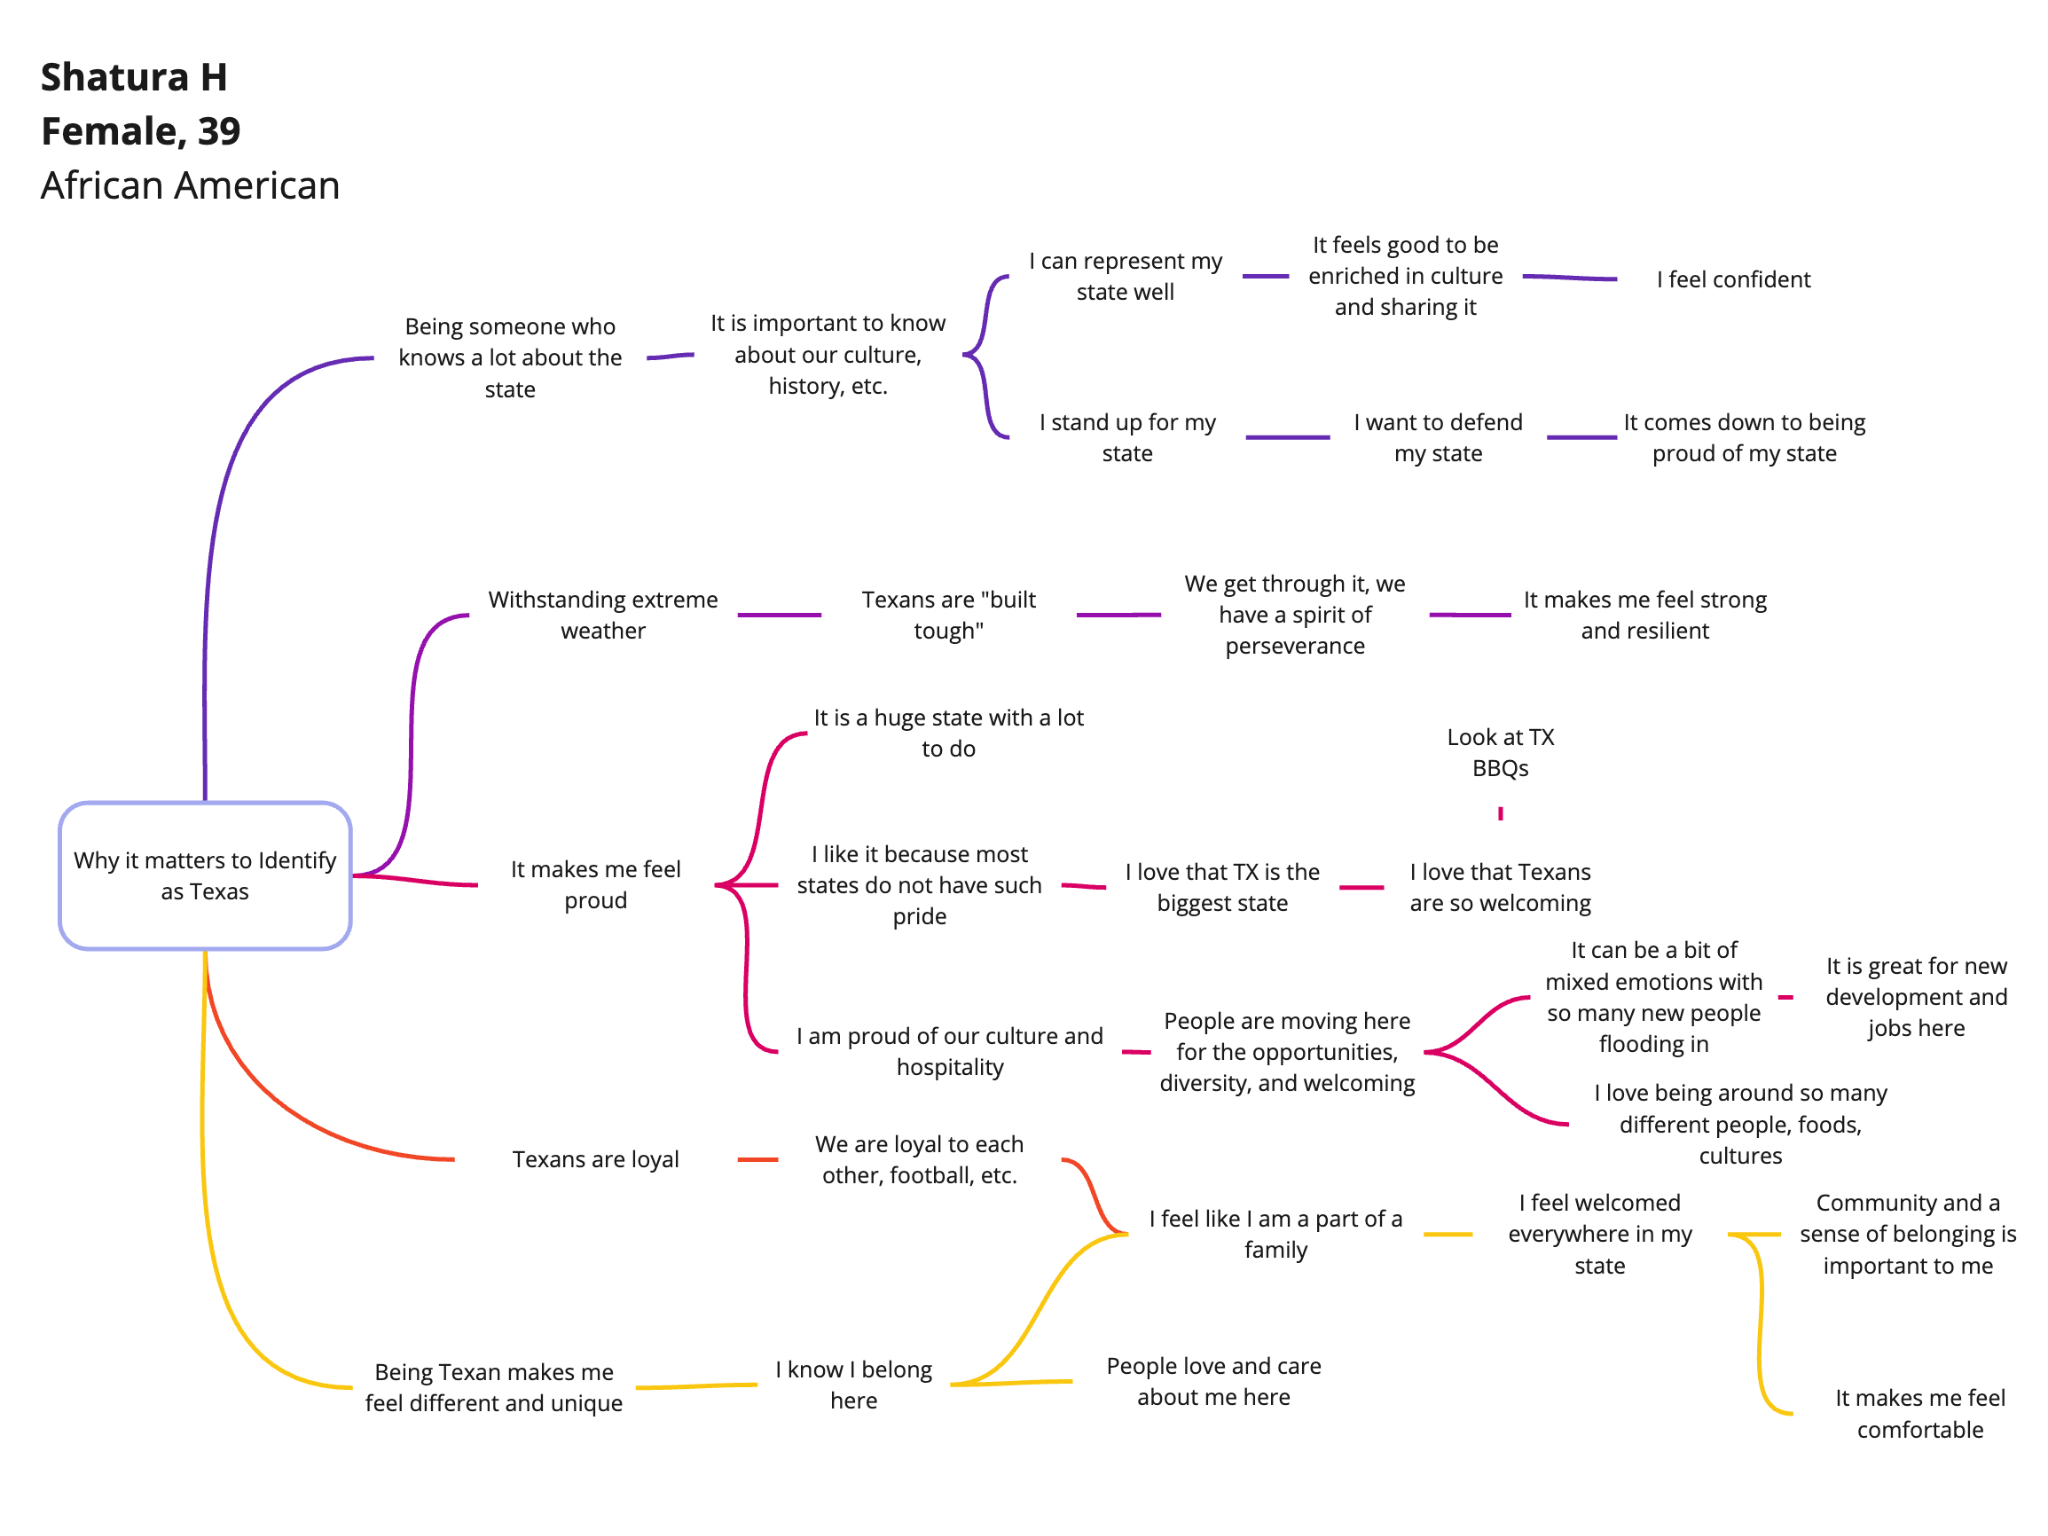 Shatura H
Female, 39
African American
Being someone who
knows a lot about the
state
It is important to know
about our culture,
history, etc.
I can represent my
state well
It feels good to be
enriched in culture
and sharing it
I feel confident
I stand up for my
state
I want to defend
my state
It comes down to being
proud of my state
Withstanding extreme
weather
Texans are "built
tough"
We get through it, we
have a spirit of
perseverance
It makes me feel strong
and resilient
Why it matters to Identify
as Texas
It makes me feel
proud
It is a huge state with a lot
to do
I like it because most
states do not have such
pride
I love that TX is the
biggest state
I love that Texans
are so welcoming
Look at TX
BBQs
I am proud of our culture and
hospitality
People are moving here
for the opportunities,
diversity, and welcoming
It can be a bit of
mixed emotions with
so many new people
flooding in
It is great for new
development and
jobs here
I love being around so many
different people, foods,
cultures
Texans are loyal
We are loyal to each
other, football, etc.
I feel like I am a part of a
family
I feel welcomed
everywhere in my
state
Community and a
sense of belonging is
important to me
It makes me feel
comfortable
Being Texan makes me
feel different and unique
I know I belong
here
People love and care
about me here